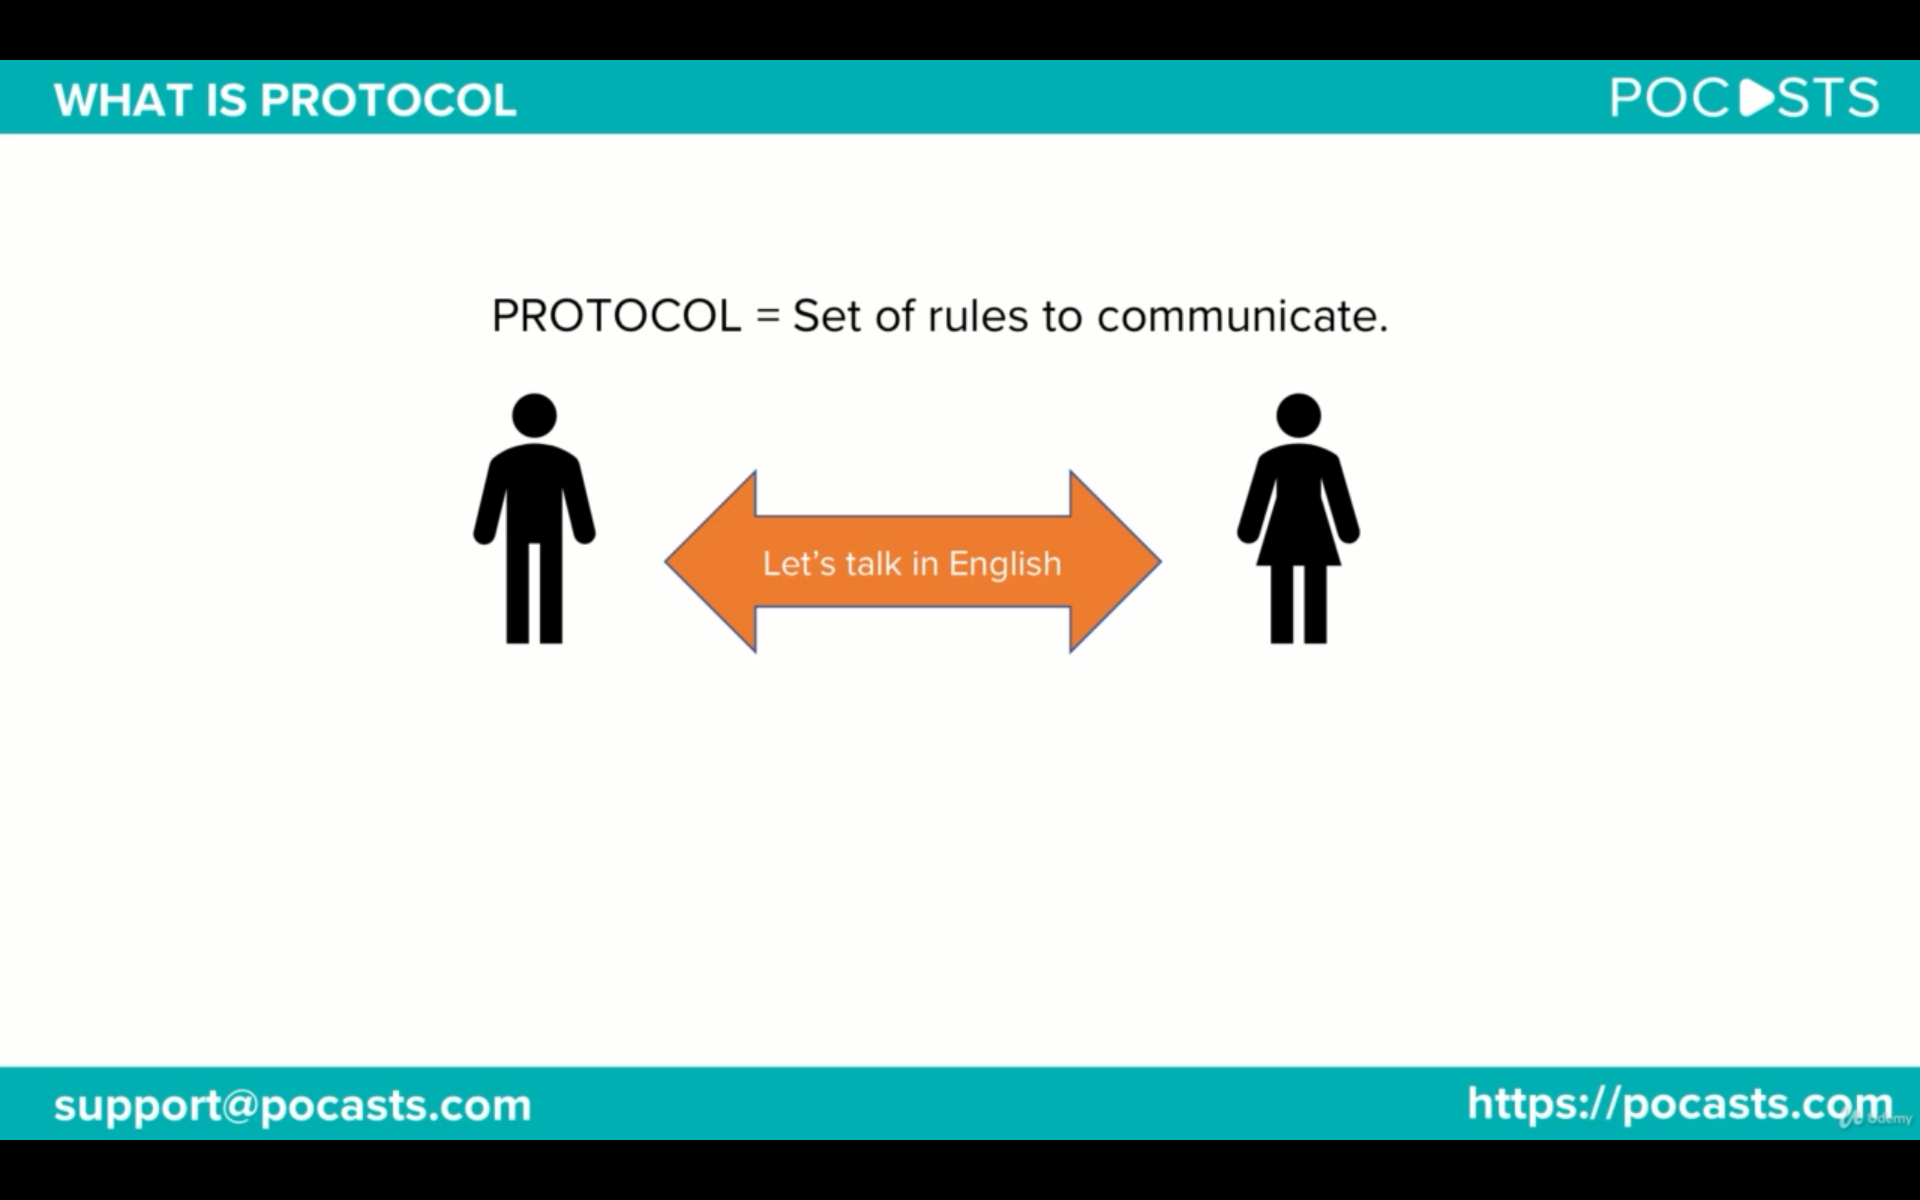 WHAT IS PROTOCOL
POCASTS
PROTOCOL = Set of rules to communicate.
Let’s talk in English
support@pocasts.com
https://pocasts.com
udemy